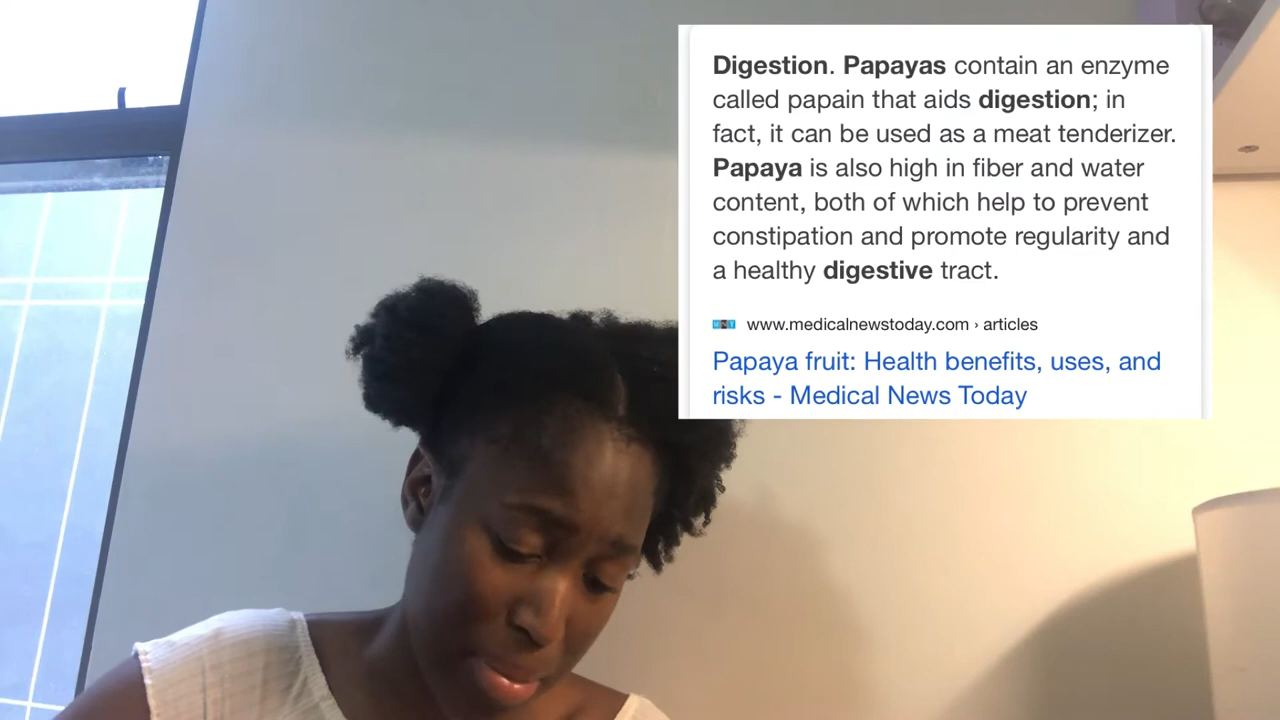 Digestion. Papayas contain an enzyme
called papain that aids digestion; in
fact, it can be used as a meat tenderizer.
Papaya is also high in fiber and water
content, both of which help to prevent
constipation and promote regularity and
a healthy digestive tract.
www.medicalnewstoday.com › articles
Papaya fruit: Health benefits, uses, and
risks - Medical News Today